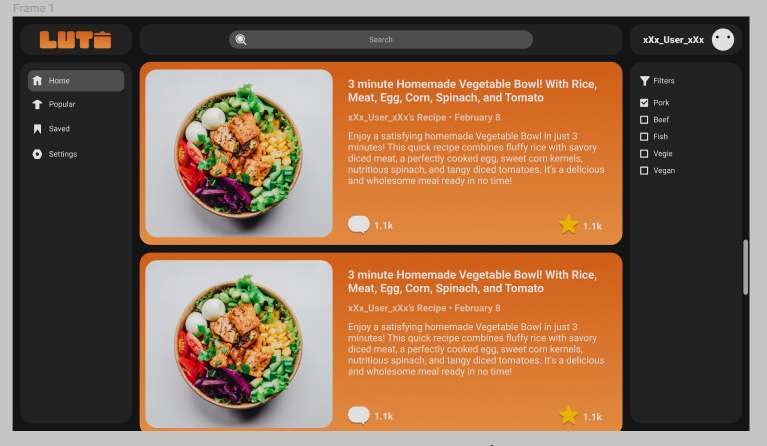 Frame 1
LUTO
Search
xXx_User_xXx
Home
Popular
Saved
Settings
3 minute Homemade Vegetable Bowl! With Rice,
Meat, Egg, Corn, Spinach, and Tomato
xXx_User_xXx's Recipe • February 8
Enjoy a satisfying homemade Vegetable Bowl in just 3
minutes! This quick recipe combines fluffy rice with savory
diced meat, a perfectly cooked egg, sweet corn kernels,
nutritious spinach, and tangy diced tomatoes. It's a delicious
and wholesome meal ready in no time!
1.1k
1.1k
3 minute Homemade Vegetable Bowl! With Rice,
Meat, Egg, Corn, Spinach, and Tomato
xXx_User_xXx's Recipe • February 8
Enjoy a satisfying homemade Vegetable Bowl in just 3
minutes! This quick recipe combines fluffy rice with savory
diced meat, a perfectly cooked egg, sweet corn kernels,
nutritious spinach, and tangy diced tomatoes. It's a delicious
and wholesome meal ready in no time!
1.1k
1.1k
Filters
Pork
Beef
Fish
Vegie
Vegan